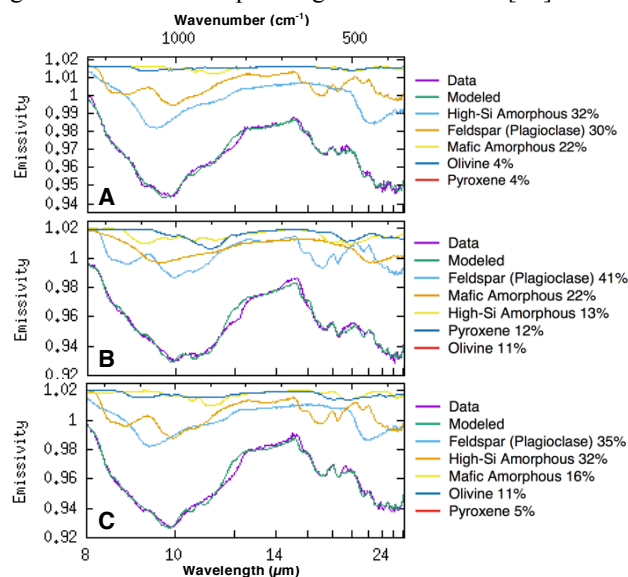 Wavenumber (cm⁻¹)
1000 500
1.02
1.01
1
0.99
0.98
0.97
0.96
0.95
0.94
Emissivity
A
Data
Modeled
High-Si Amorphous 32%
Feldspar (Plagioclase) 30%
Mafic Amorphous 22%
Olivine 4%
Pyroxene 4%
1.02
1
0.98
0.96
0.94
0.92
Emissivity
B
Data
Modeled
Feldspar (Plagioclase) 41%
Mafic Amorphous 22%
High-Si Amorphous 13%
Pyroxene 12%
Olivine 11%
1.02
1
0.98
0.96
0.94
0.92
Emissivity
C
Data
Modeled
Feldspar (Plagioclase) 35%
High-Si Amorphous 32%
Mafic Amorphous 16%
Olivine 11%
Pyroxene 5%
8 10 14 24
Wavelength (µm)